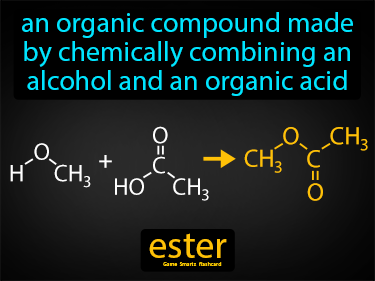 an organic compound made
by chemically combining an
alcohol and an organic acid
H O CH3 + HO C O CH3 → CH3 O C O CH3
ester
Game Smartz flashcard